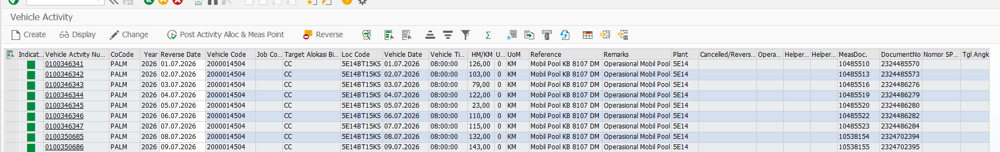 Vehicle Activity
Create Display Change Post Activity Alloc & Meas Point Reverse
Indicat... Vehicle Actvity Nu... CoCode Year Reverse Date Vehicle Code Job Co... Target Alokasi Bi... Loc Code Vehicle Date Vehicle Ti... HM/KM U... UoM Reference Remarks Plant Cancelled/Revers... Opera... Helper... Helper... MeasDoc. DocumentNo Nomor SP... Tgl Angk
0100346341 PALM 2026 01.07.2026 2000014504 CC 5E14BT15KS 01.07.2026 08:00:00 126,00 0 KM Mobil Pool KB 8107 DM Operasional Mobil Pool 5E14 10485510 2324485570
0100346342 PALM 2026 02.07.2026 2000014504 CC 5E14BT15KS 02.07.2026 08:00:00 103,00 0 KM Mobil Pool KB 8107 DM Operasional Mobil Pool 5E14 10485513 2324485573
0100346343 PALM 2026 03.07.2026 2000014504 CC 5E14BT15KS 03.07.2026 08:00:00 79,00 0 KM Mobil Pool KB 8107 DM Operasional Mobil Pool 5E14 10485516 2324486276
0100346344 PALM 2026 04.07.2026 2000014504 CC 5E14BT15KS 04.07.2026 08:00:00 122,00 0 KM Mobil Pool KB 8107 DM Operasional Mobil Pool 5E14 10485519 2324486279
0100346345 PALM 2026 05.07.2026 2000014504 CC 5E14BT15KS 05.07.2026 08:00:00 23,00 0 KM Mobil Pool KB 8107 DM Operasional Mobil Pool 5E14 10485520 2324486280
0100346346 PALM 2026 06.07.2026 2000014504 CC 5E14BT15KS 06.07.2026 08:00:00 110,00 0 KM Mobil Pool KB 8107 DM Operasional Mobil Pool 5E14 10485522 2324486282
0100346347 PALM 2026 07.07.2026 2000014504 CC 5E14BT15KS 07.07.2026 08:00:00 115,00 0 KM Mobil Pool KB 8107 DM Operasional Mobil Pool 5E14 10485523 2324486284
0100350685 PALM 2026 08.07.2026 2000014504 CC 5E14BT15KS 08.07.2026 08:00:00 132,00 0 KM Mobil Pool KB 8107 DM Operasional Mobil Pool 5E14 10538154 2324702394
0100350686 PALM 2026 09.07.2026 2000014504 CC 5E14BT15KS 09.07.2026 08:00:00 143,00 0 KM Mobil Pool KB 8107 DM Operasional Mobil Pool 5E14 10538155 2324702395